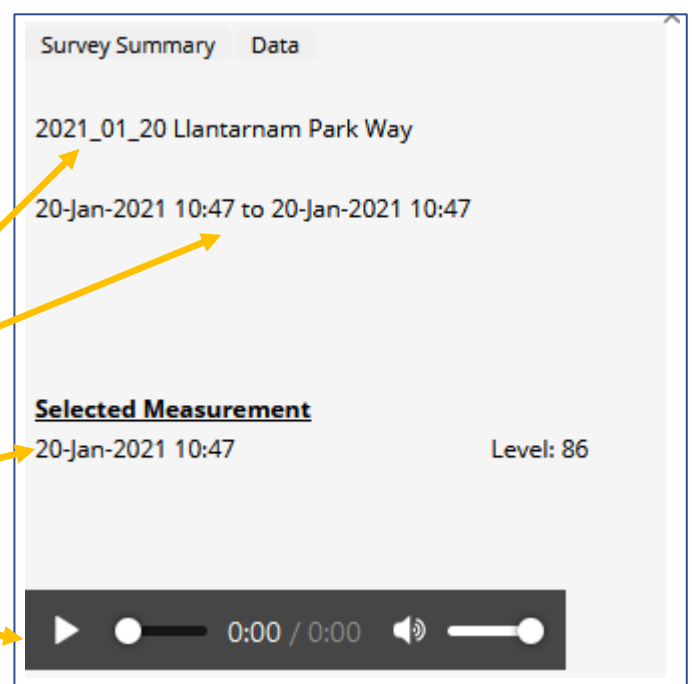 Survey Summary Data
2021_01_20 Llantarnam Park Way
20-Jan-2021 10:47 to 20-Jan-2021 10:47
Selected Measurement
20-Jan-2021 10:47 Level: 86
0:00 / 0:00